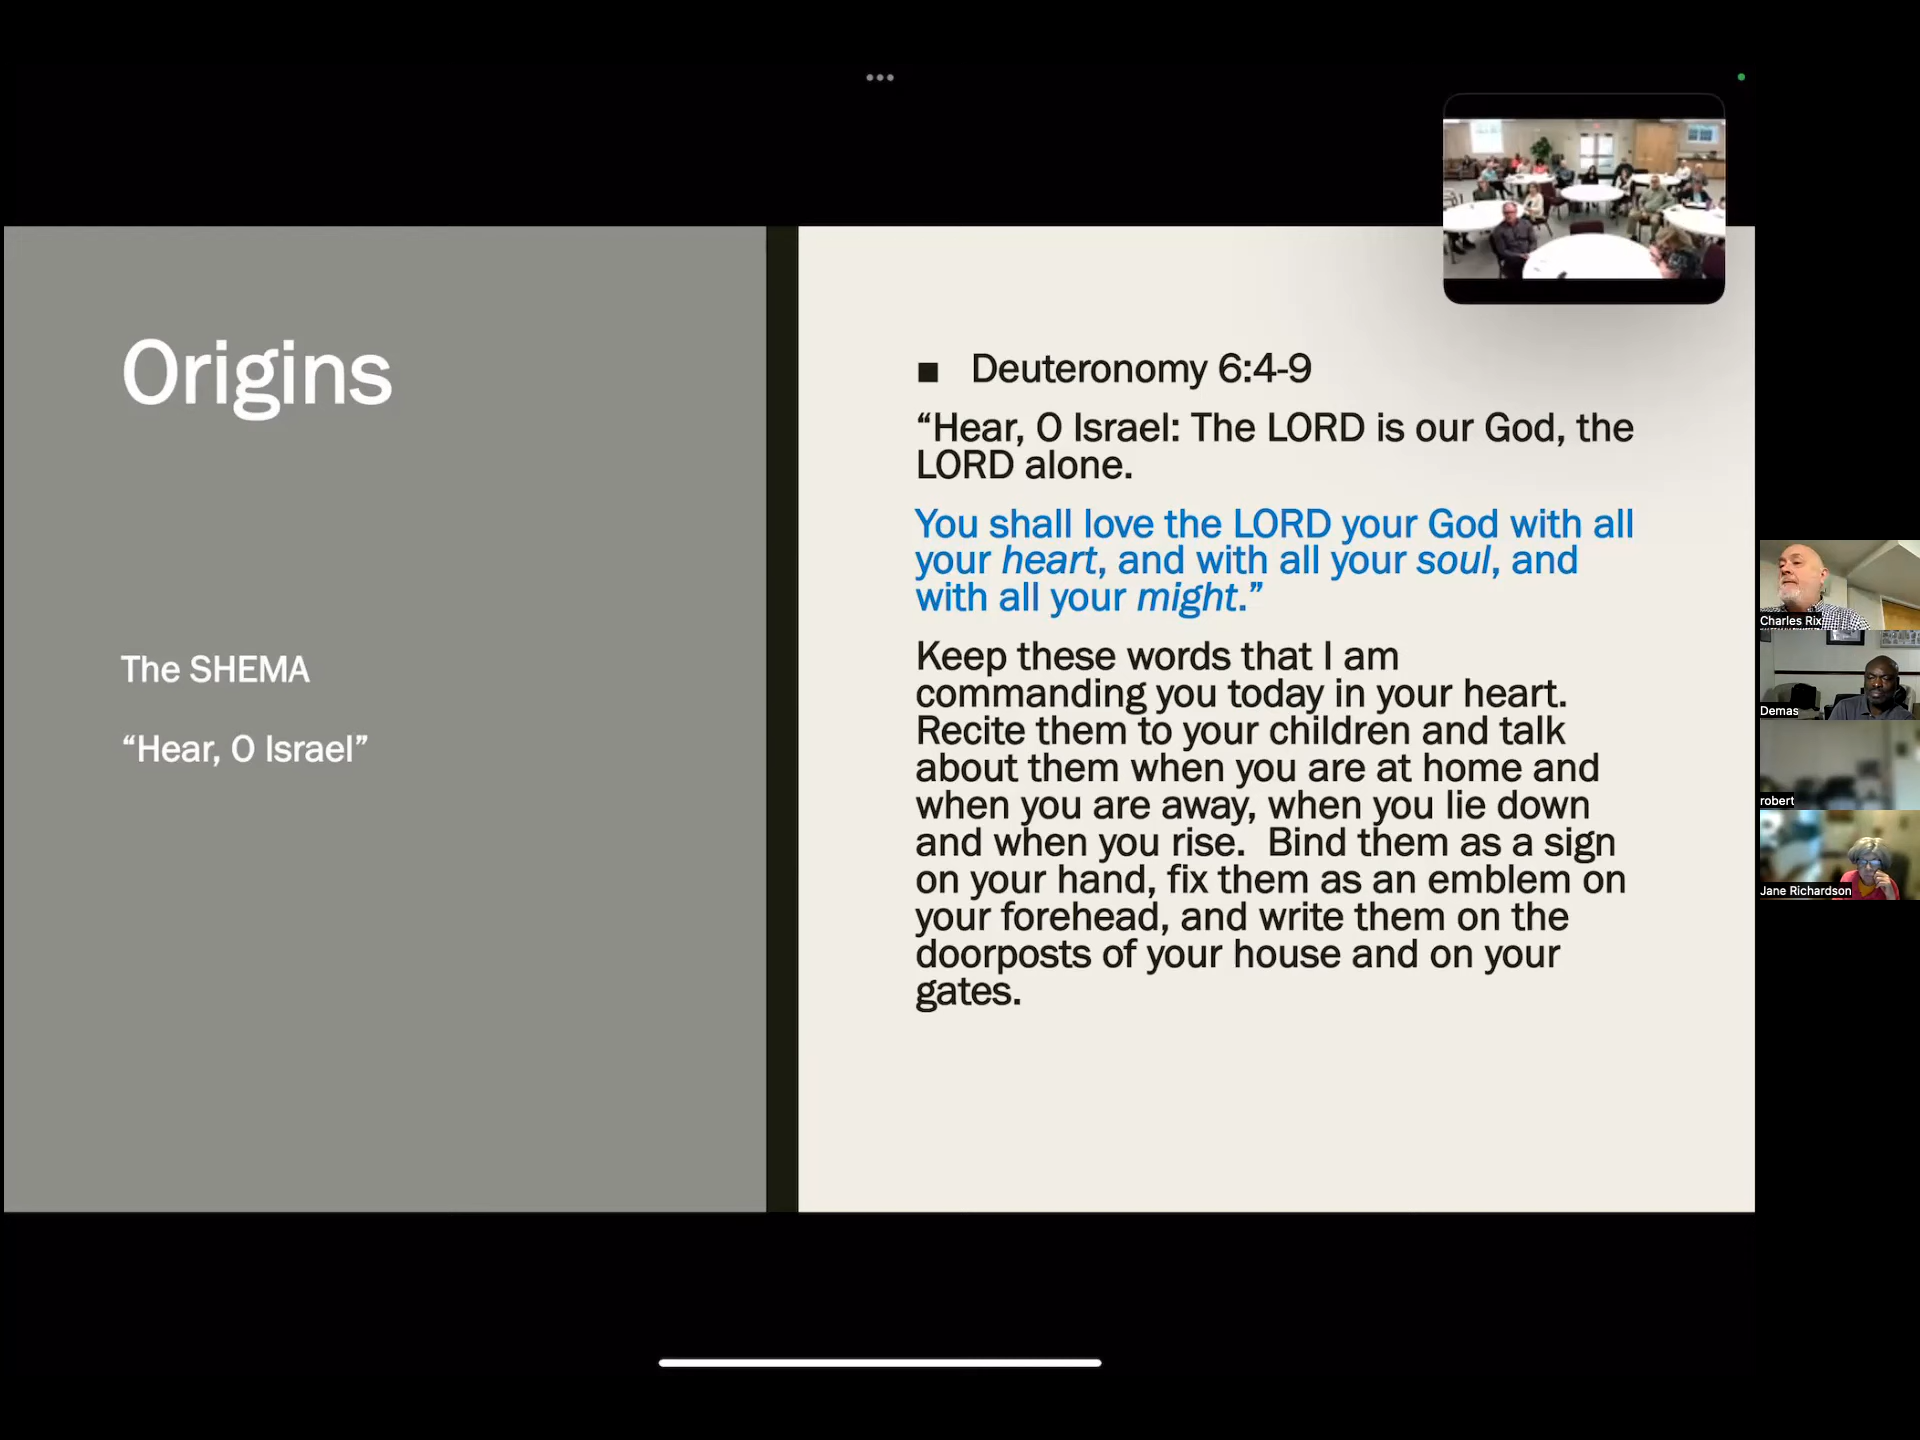 Origins
The SHEMA
“Hear, O Israel”
■ Deuteronomy 6:4-9
“Hear, O Israel: The LORD is our God, the
LORD alone.
You shall love the LORD your God with all
your heart, and with all your soul, and
with all your might.”
Keep these words that I am
commanding you today in your heart.
Recite them to your children and talk
about them when you are at home and
when you are away, when you lie down
and when you rise.  Bind them as a sign
on your hand, fix them as an emblem on
your forehead, and write them on the
doorposts of your house and on your
gates.
Charles Rix
Demas
robert
Jane Richardson